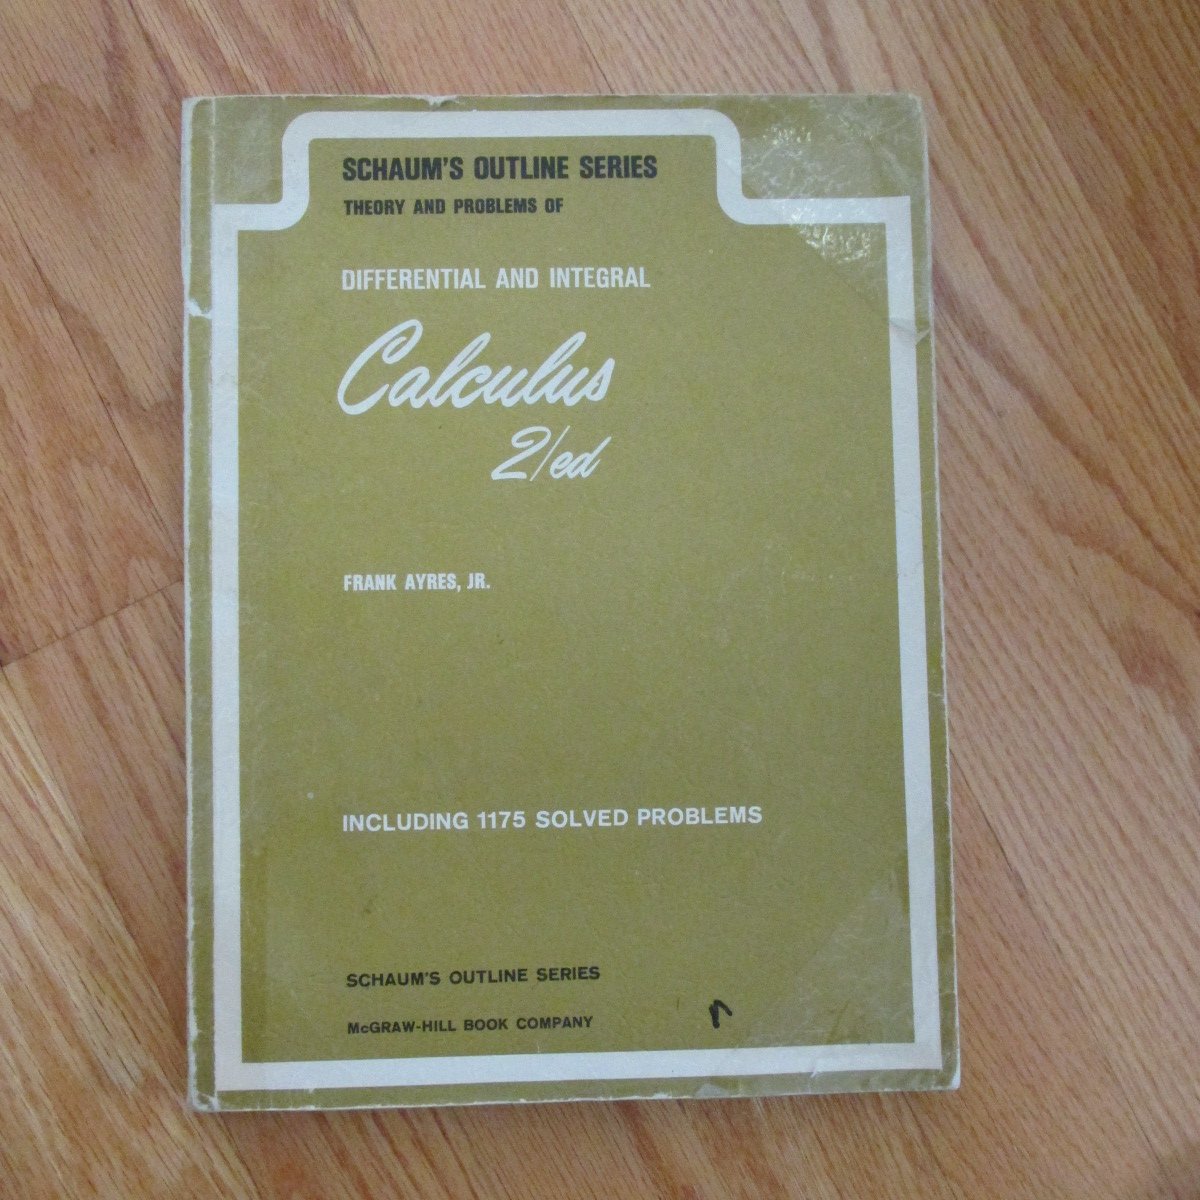 SCHAUM'S OUTLINE SERIES
THEORY AND PROBLEMS OF
DIFFERENTIAL AND INTEGRAL
Calculus
2/ed
FRANK AYRES, JR.
INCLUDING 1175 SOLVED PROBLEMS
SCHAUM'S OUTLINE SERIES
McGRAW-HILL BOOK COMPANY